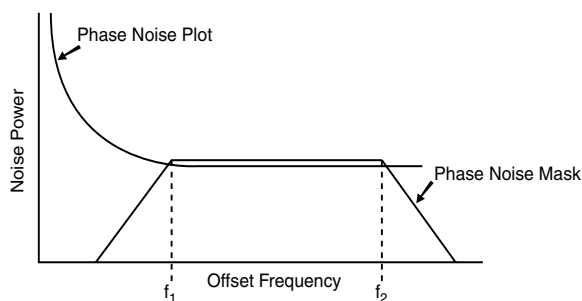 Phase Noise Plot
Noise Power
Phase Noise Mask
Offset Frequency
f1
f2